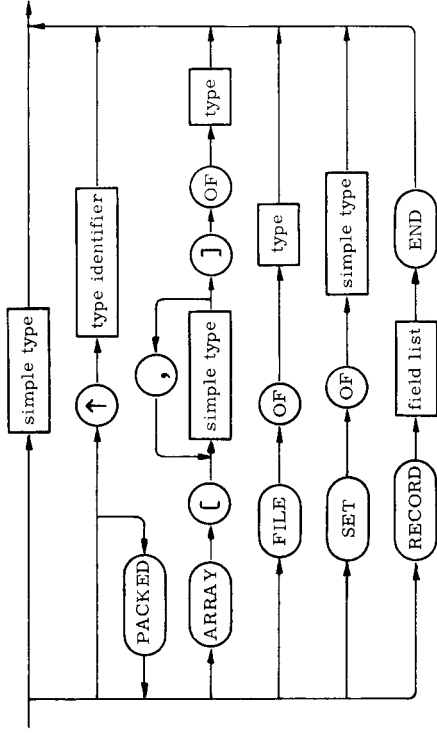 simple type
↑ type identifier
PACKED
,
ARRAY [ simple type ] OF type
FILE OF type
SET OF simple type
RECORD field list END